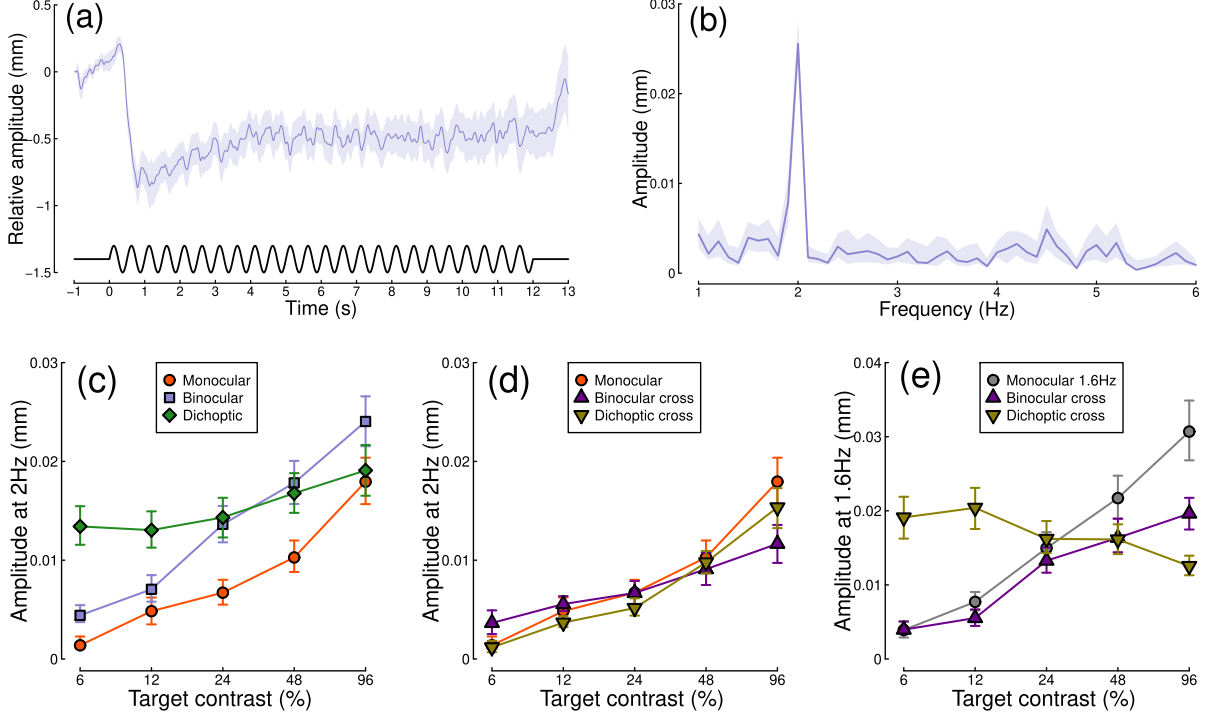 (a)
0.5
0
−0.5
−1
−1.5
Relative amplitude (mm)
−1 0 1 2 3 4 5 6 7 8 9 10 11 12 13
Time (s)
(b)
0.03
0.02
0.01
0
Amplitude (mm)
1 2 3 4 5 6
Frequency (Hz)
(c)
Monocular
Binocular
Dichoptic
0.03
0.02
0.01
0
Amplitude at 2Hz (mm)
6 12 24 48 96
Target contrast (%)
(d)
Monocular
Binocular cross
Dichoptic cross
0.03
0.02
0.01
0
Amplitude at 2Hz (mm)
6 12 24 48 96
Target contrast (%)
(e)
Monocular 1.6Hz
Binocular cross
Dichoptic cross
0.04
0.03
0.02
0.01
0
Amplitude at 1.6Hz (mm)
6 12 24 48 96
Target contrast (%)